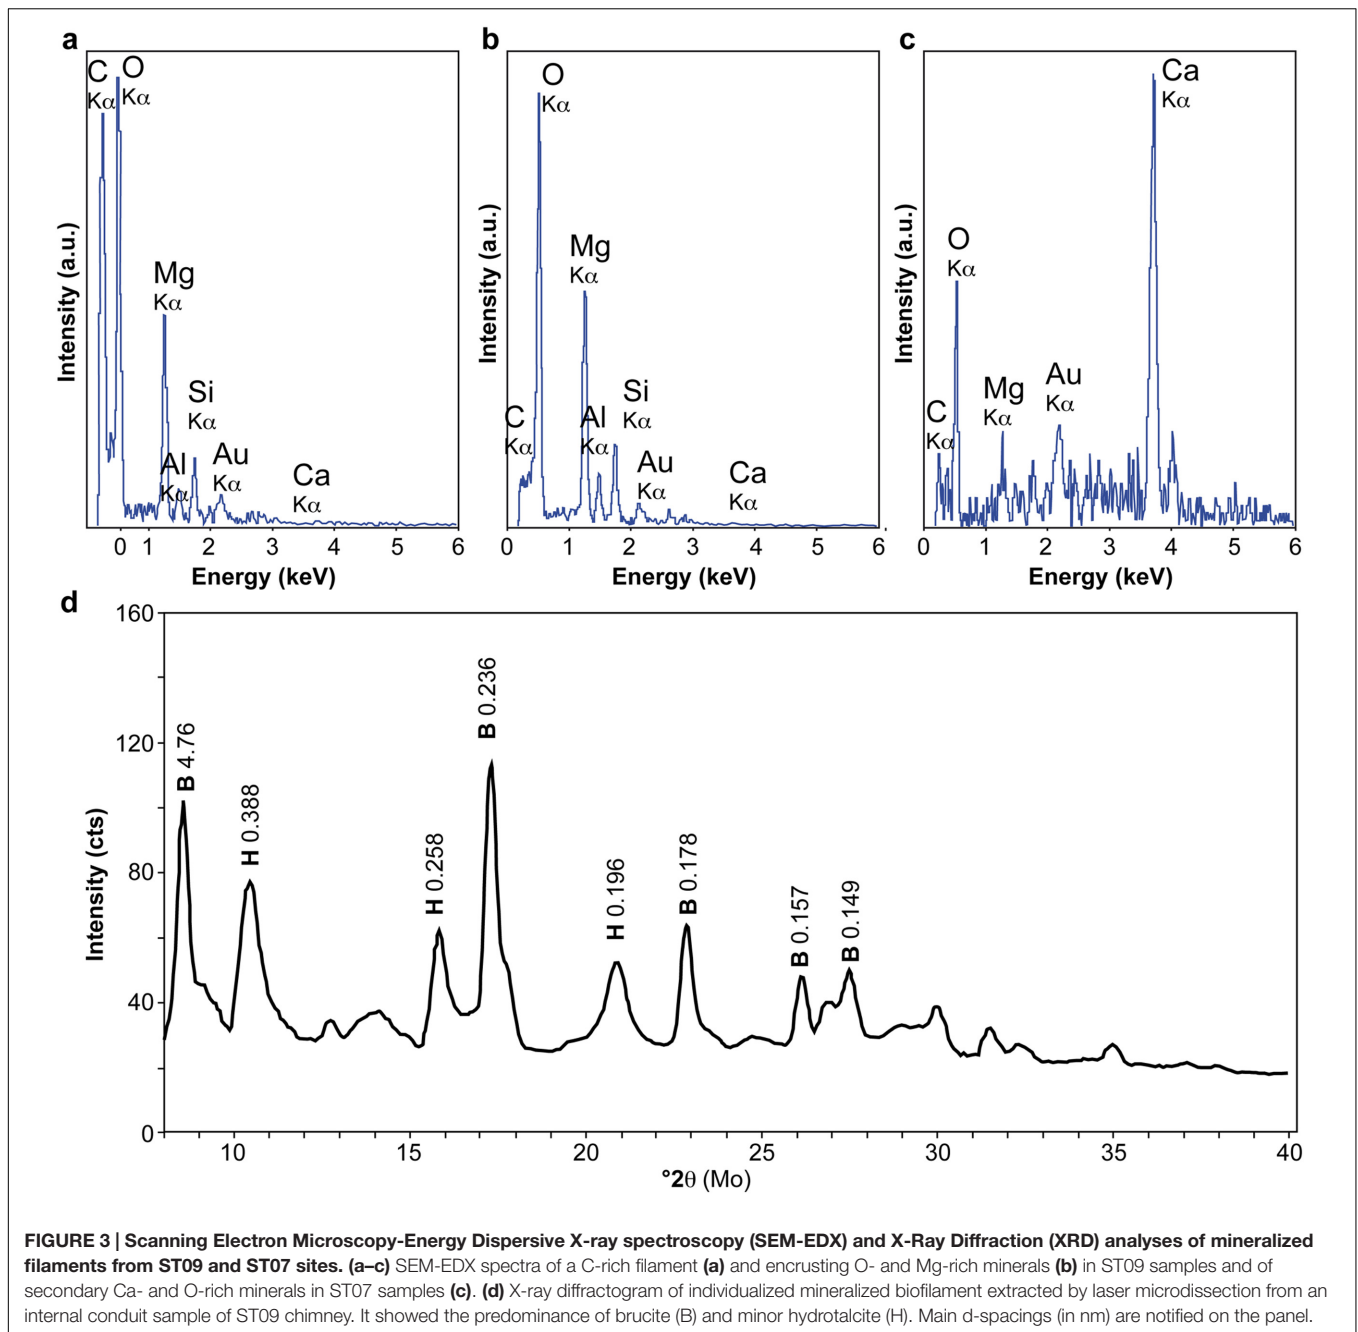 a
C
Kα
O
Kα
Mg
Kα
Si
Kα
Al
Kα
Au
Kα
Ca
Kα
Intensity (a.u.)
0 1 2 3 4 5 6
Energy (keV)
b
O
Kα
Mg
Kα
C
Kα
Al
Kα
Si
Kα
Au
Kα
Ca
Kα
Intensity (a.u.)
0 1 2 3 4 5 6
Energy (keV)
c
Ca
Kα
O
Kα
C
Kα
Mg
Kα
Au
Kα
Intensity (a.u.)
0 1 2 3 4 5 6
Energy (keV)
d
160
120
80
40
0
Intensity (cts)
B 4.76
H 0.388
H 0.258
B 0.236
H 0.196
B 0.178
B 0.157
B 0.149
10 15 20 25 30 35 40
°2θ (Mo)
FIGURE 3 | Scanning Electron Microscopy-Energy Dispersive X-ray spectroscopy (SEM-EDX) and X-Ray Diffraction (XRD) analyses of mineralized
filaments from ST09 and ST07 sites. (a–c) SEM-EDX spectra of a C-rich filament (a) and encrusting O- and Mg-rich minerals (b) in ST09 samples and of
secondary Ca- and O-rich minerals in ST07 samples (c). (d) X-ray diffractogram of individualized mineralized biofilament extracted by laser microdissection from an
internal conduit sample of ST09 chimney. It showed the predominance of brucite (B) and minor hydrotalcite (H). Main d-spacings (in nm) are notified on the panel.